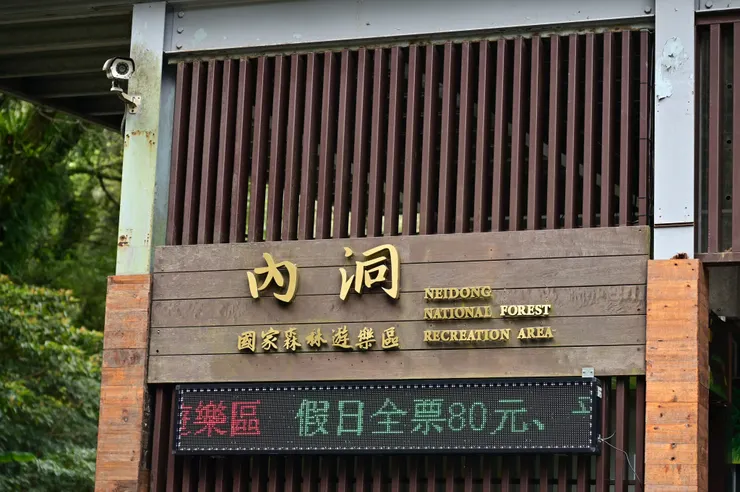 內洞
國家森林遊樂區
NEIDONG
NATIONAL FOREST
RECREATION AREA
樂區 假日全票80元、